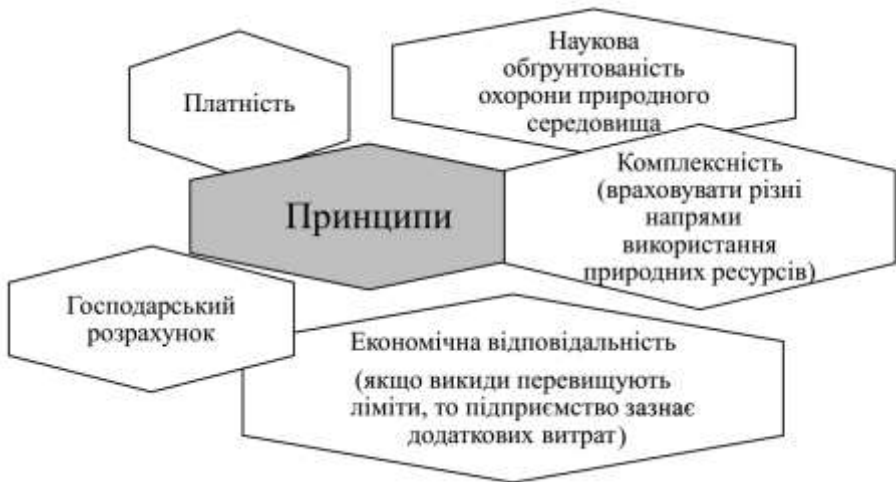 Платність
Наукова
обґрунтованість
охорони природного
середовища
Принципи
Комплексність
(враховувати різні
напрями
використання
природних ресурсів)
Господарський
розрахунок
Економічна відповідальність
(якщо викиди перевищують
ліміти, то підприємство зазнає
додаткових витрат)